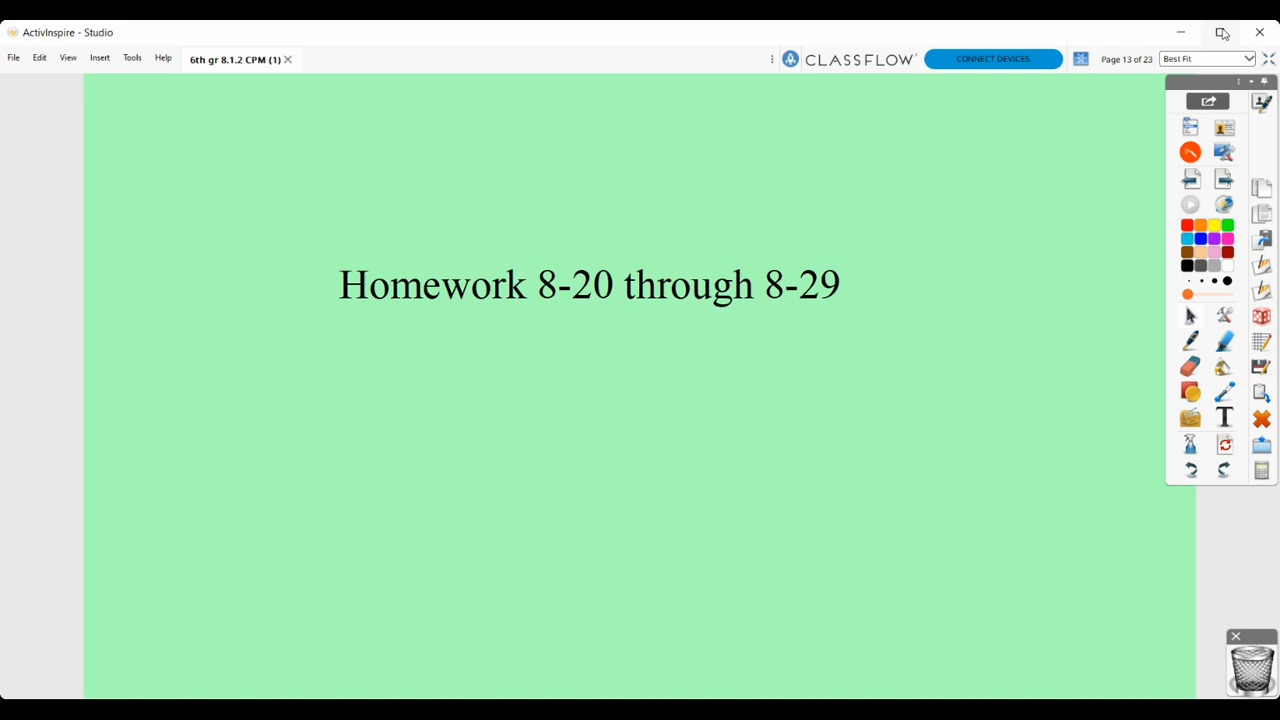 ActivInspire - Studio
File Edit View Insert Tools Help
6th gr 8.1.2 CPM (1)
CLASSFLOW
CONNECT DEVICES
Page 13 of 23
Best Fit
Homework 8-20 through 8-29
T